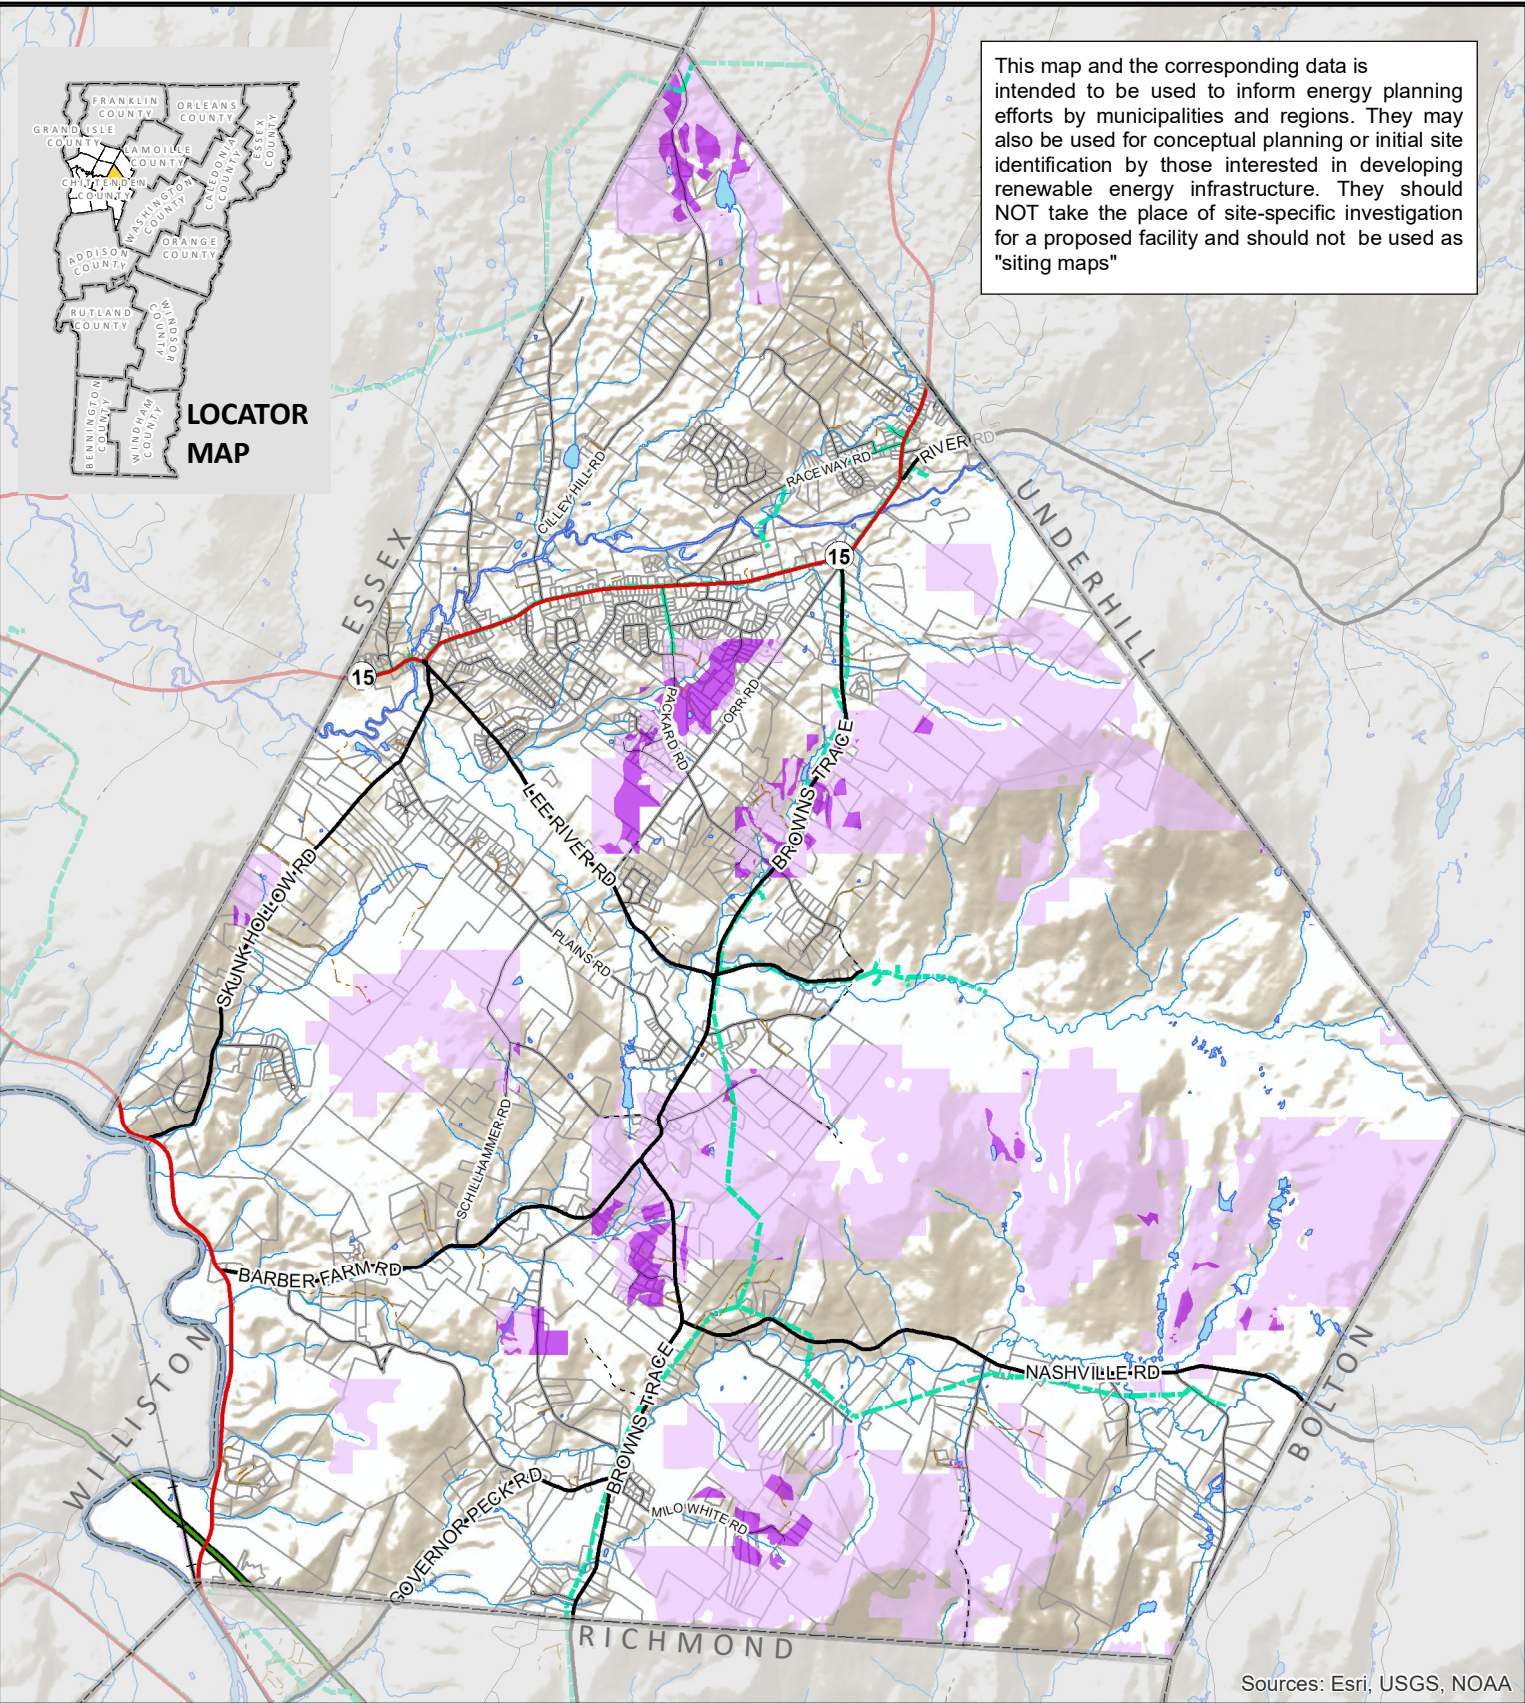 This map and the corresponding data is
intended to be used to inform energy planning
efforts by municipalities and regions. They may
also be used for conceptual planning or initial site
identification by those interested in developing
renewable energy infrastructure. They should
NOT take the place of site-specific investigation
for a proposed facility and should not be used as
"siting maps"
FRANKLIN
COUNTY
ORLEANS
COUNTY
ESSEX
COUNTY
GRAND ISLE
COUNTY
LAMOILLE
COUNTY
CALEDONIA
COUNTY
CHITTENDEN
COUNTY
WASHINGTON
COUNTY
ADDISON
COUNTY
ORANGE
COUNTY
RUTLAND
COUNTY
WINDSOR
COUNTY
BENNINGTON
COUNTY
WINDHAM
COUNTY
LOCATOR
MAP
RIVER RD
RACEWAY RD
CILLEY HILL RD
UNDERHILL
ESSEX
15
15
PACKARD RD
ORR RD
BROWNS TRACE
LEE RIVER RD
SKUNK HOLLOW RD
PLAINS RD
SCHILLHAMMER RD
BARBER FARM RD
WILLISTON
NASHVILLE RD
BOLTON
BROWNS TRACE
GOVERNOR PECK RD
MILO WHITE RD
RICHMOND
Sources: Esri, USGS, NOAA